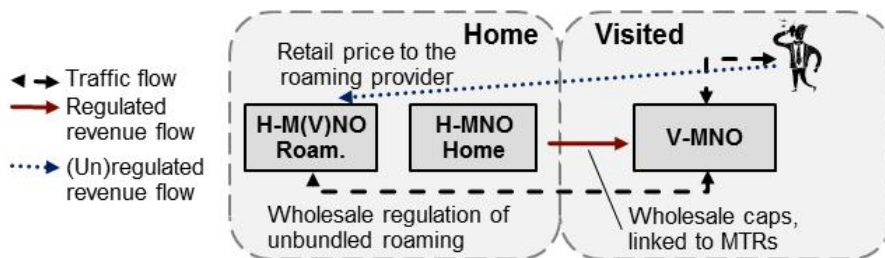 Home
Visited
Traffic flow
Regulated
revenue flow
(Un)regulated
revenue flow
Retail price to the
roaming provider
H-M(V)NO
Roam.
H-MNO
Home
V-MNO
Wholesale regulation of
unbundled roaming
Wholesale caps,
linked to MTRs